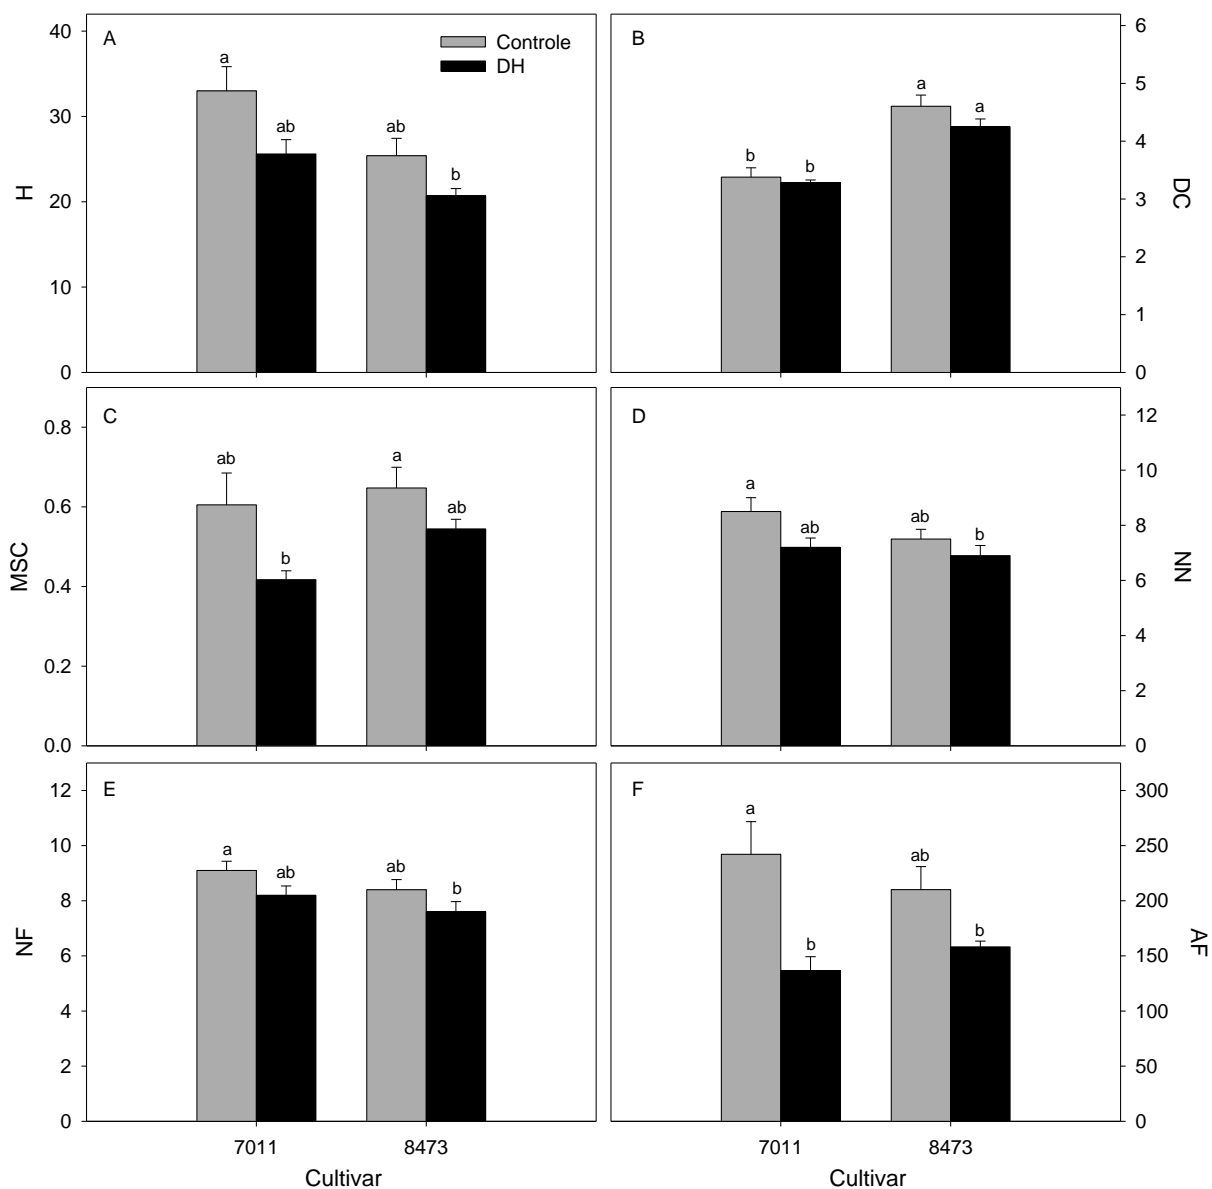 A
Controle
DH
a
ab
ab
b
40
30
20
10
0
H
B
b
b
a
a
6
5
4
3
2
1
0
DC
C
ab
b
a
ab
0.8
0.6
0.4
0.2
0.0
MSC
D
a
ab
ab
b
12
10
8
6
4
2
0
NN
E
a
ab
ab
b
12
10
8
6
4
2
0
NF
7011
8473
Cultivar
F
a
b
ab
b
300
250
200
150
100
50
0
AF
7011
8473
Cultivar